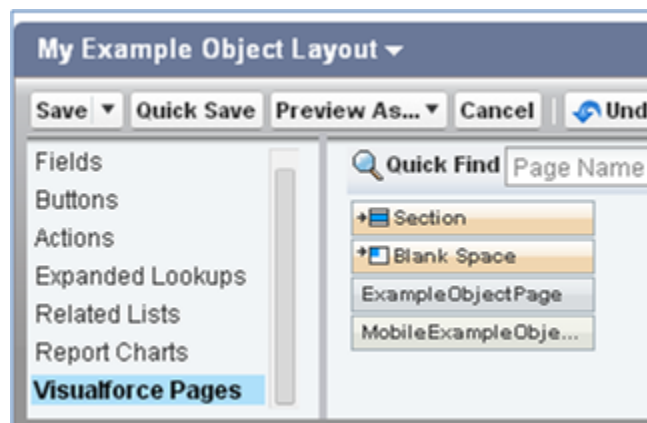 My Example Object Layout
Save Quick Save Preview As... Cancel Und
Fields
Buttons
Actions
Expanded Lookups
Related Lists
Report Charts
Visualforce Pages
Quick Find Page Name
Section
Blank Space
ExampleObjectPage
MobileExampleObje...